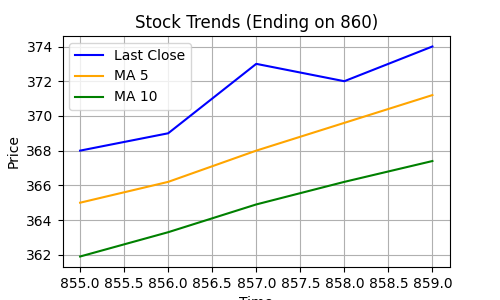 Stock Trends (Ending on 860)
Last Close
MA 5
MA 10
Price
374
372
370
368
366
364
362
855.0 855.5 856.0 856.5 857.0 857.5 858.0 858.5 859.0
Time